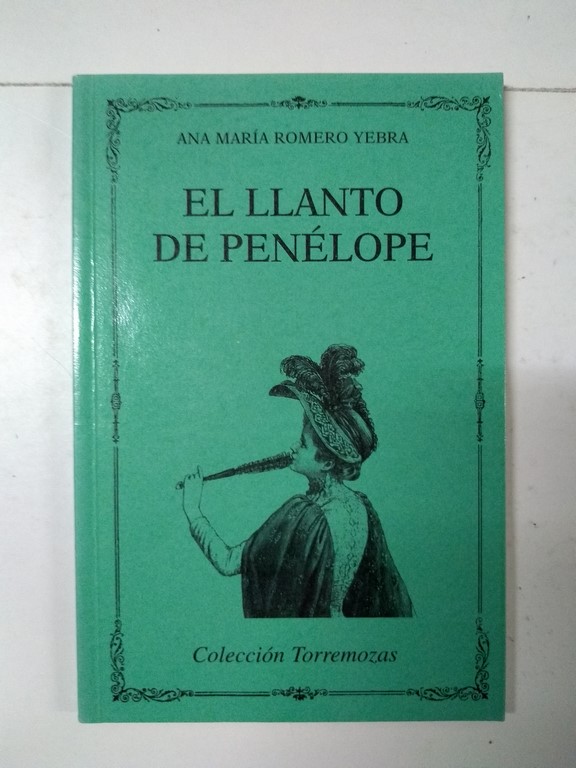 ANA MARÍA ROMERO YEBRA
EL LLANTO
DE PENÉLOPE
Colección Torremozas